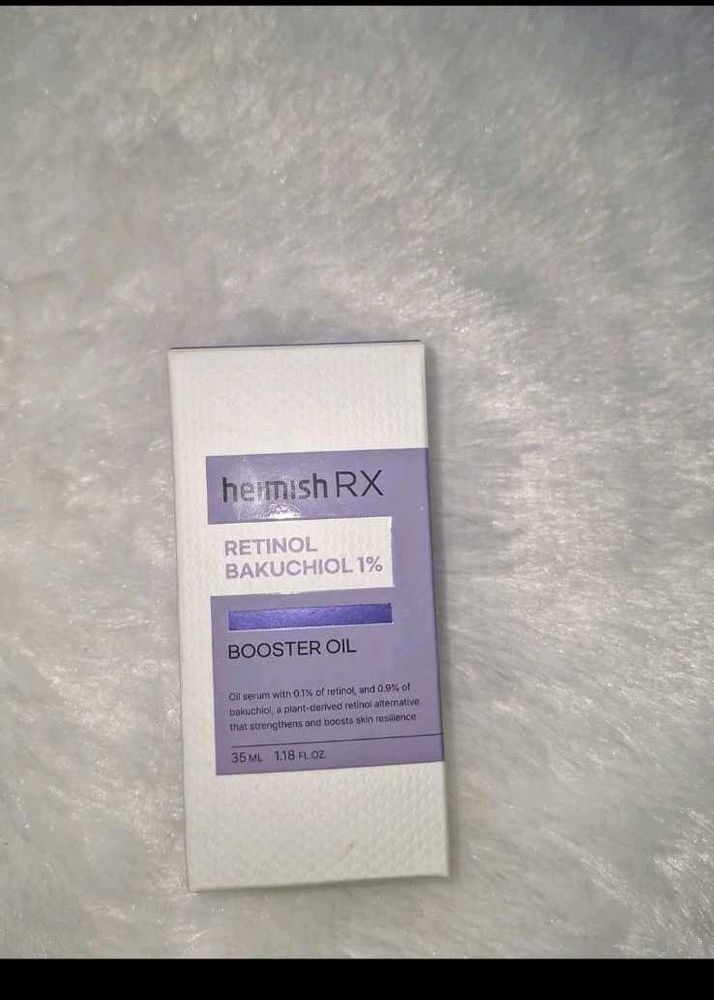 heimish RX
RETINOL
BAKUCHIOL 1%
BOOSTER OIL
Oil serum with 0.1% of retinol, and 0.9% of
bakuchiol, a plant-derived retinol alternative
that strengthens and boosts skin resilience
35 ML 1.18 FL.OZ.